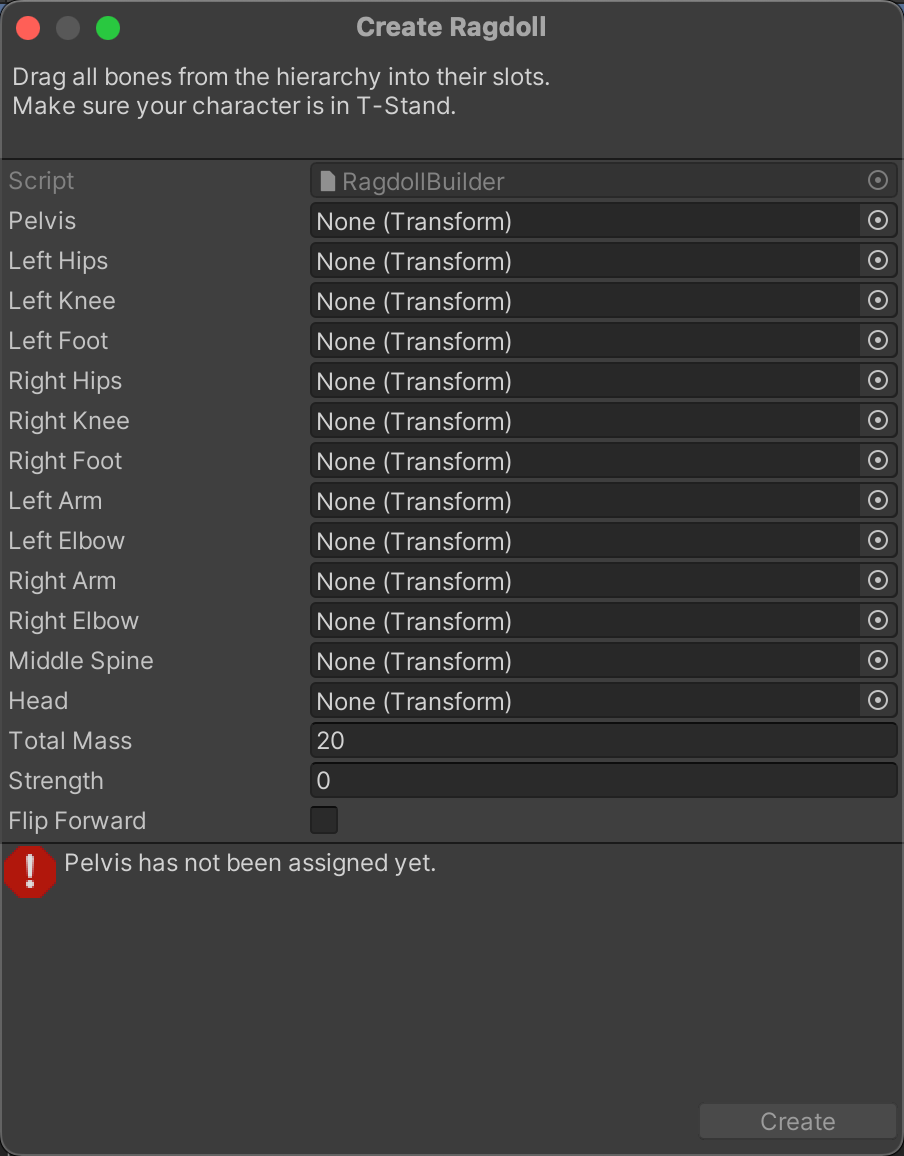 Create Ragdoll
Drag all bones from the hierarchy into their slots.
Make sure your character is in T-Stand.
Script RagdollBuilder
Pelvis None (Transform)
Left Hips None (Transform)
Left Knee None (Transform)
Left Foot None (Transform)
Right Hips None (Transform)
Right Knee None (Transform)
Right Foot None (Transform)
Left Arm None (Transform)
Left Elbow None (Transform)
Right Arm None (Transform)
Right Elbow None (Transform)
Middle Spine None (Transform)
Head None (Transform)
Total Mass 20
Strength 0
Flip Forward
Pelvis has not been assigned yet.
Create